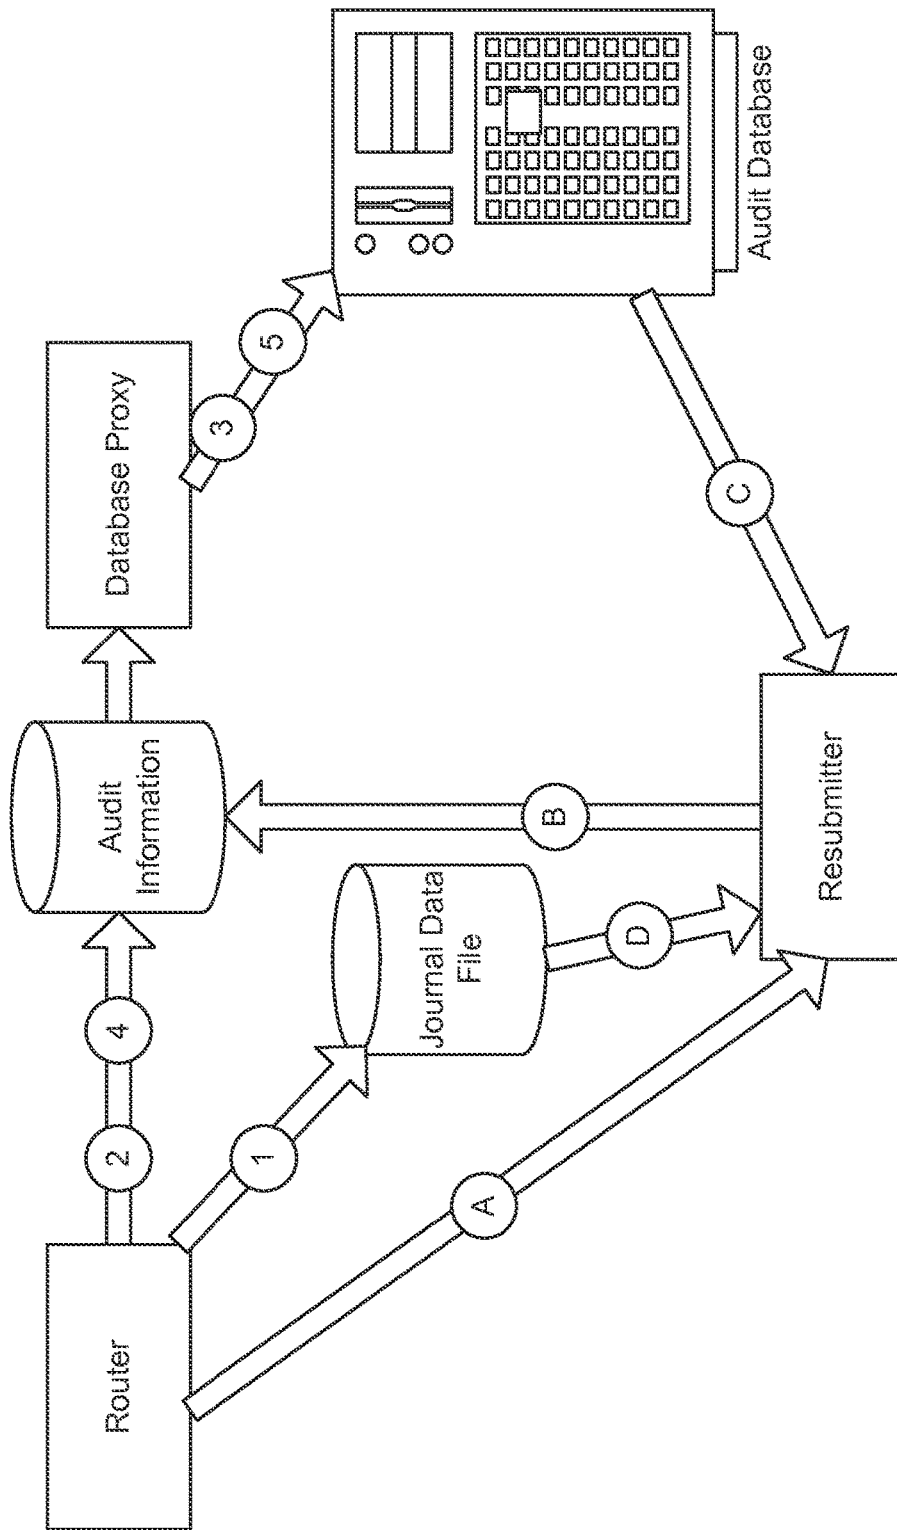 Router
2
4
Audit
Information
Database Proxy
1
3
5
Journal Data
File
A
D
B
C
Resubmitter
Audit Database